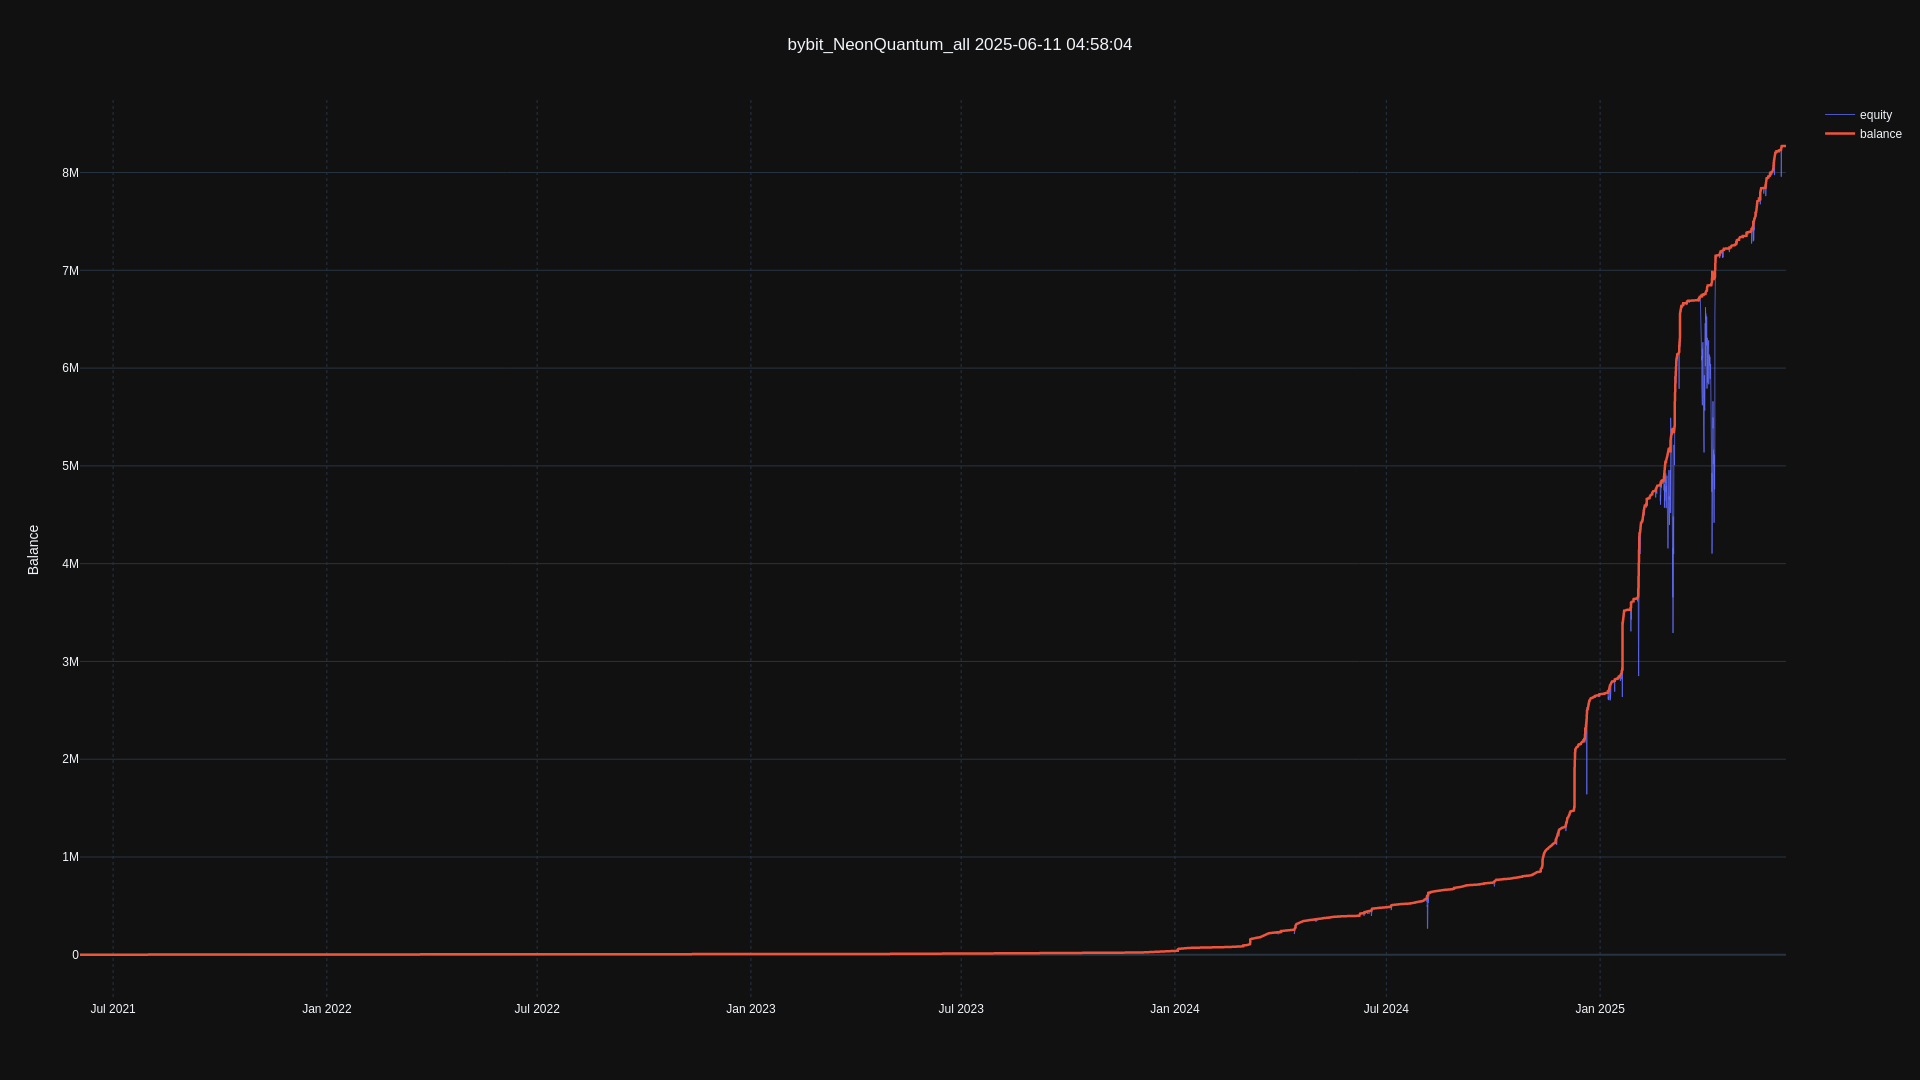 bybit_NeonQuantum_all 2025-06-11 04:58:04
equity
balance
8M
7M
6M
5M
4M
3M
2M
1M
0
Balance
Jul 2021
Jan 2022
Jul 2022
Jan 2023
Jul 2023
Jan 2024
Jul 2024
Jan 2025